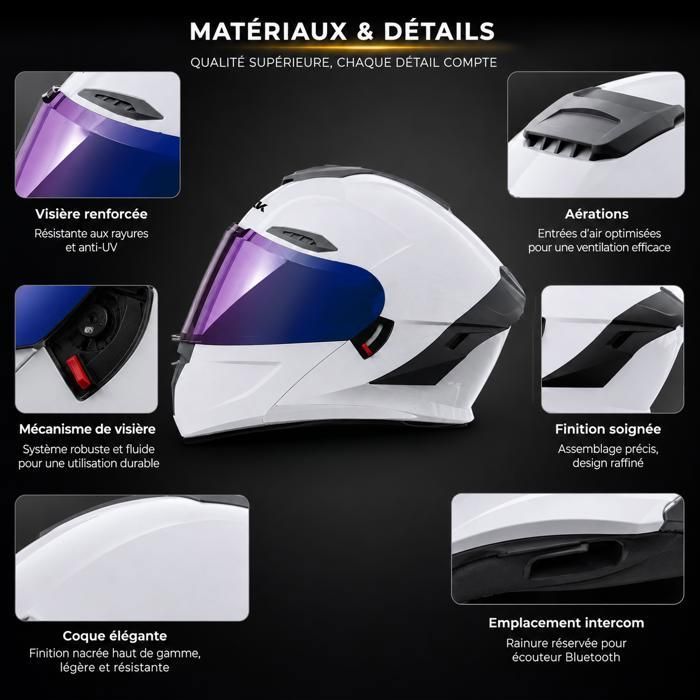 MATÉRIAUX & DÉTAILS
QUALITÉ SUPÉRIEURE, CHAQUE DÉTAIL COMPTE
Visière renforcée
Résistante aux rayures
et anti-UV
Aérations
Entrées d'air optimisées
pour une ventilation efficace
Mécanisme de visière
Système robuste et fluide
pour une utilisation durable
Finition soignée
Assemblage précis,
design raffiné
Coque élégante
Finition nacrée haut de gamme,
légère et résistante
Emplacement intercom
Rainure réservée pour
écouteur Bluetooth